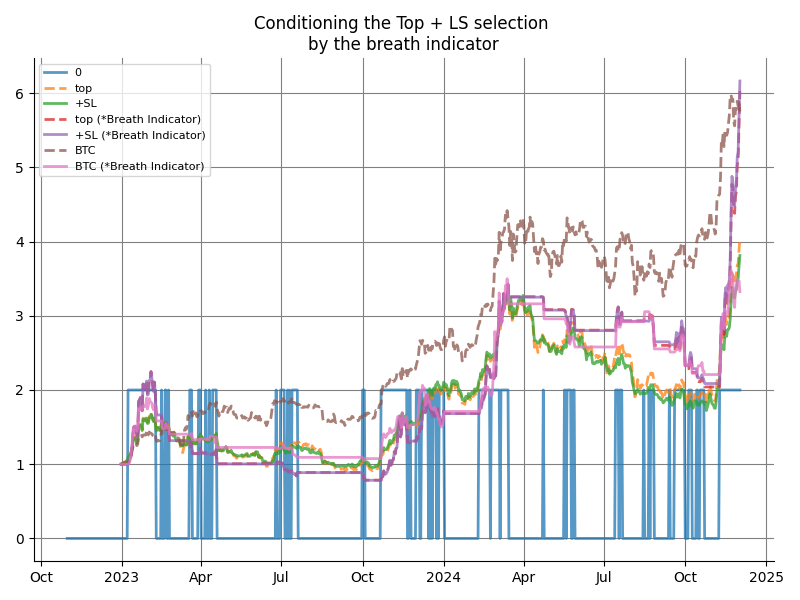 Conditioning the Top + LS selection
by the breath indicator
0
top
+SL
top (*Breath Indicator)
+SL (*Breath Indicator)
BTC
BTC (*Breath Indicator)
6
5
4
3
2
1
0
Oct 2023 Apr Jul Oct 2024 Apr Jul Oct 2025